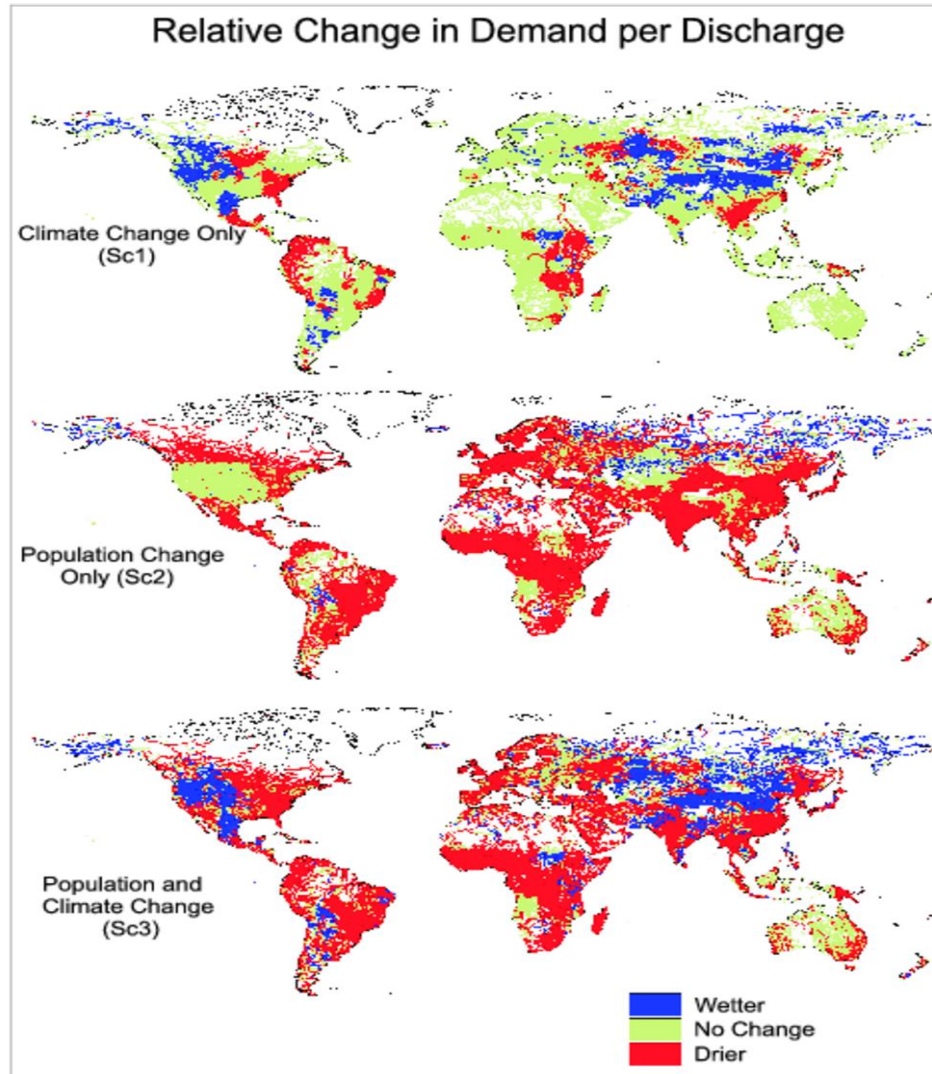 Relative Change in Demand per Discharge
Climate Change Only
(Sc1)
Population Change
Only (Sc2)
Population and
Climate Change
(Sc3)
Wetter
No Change
Drier